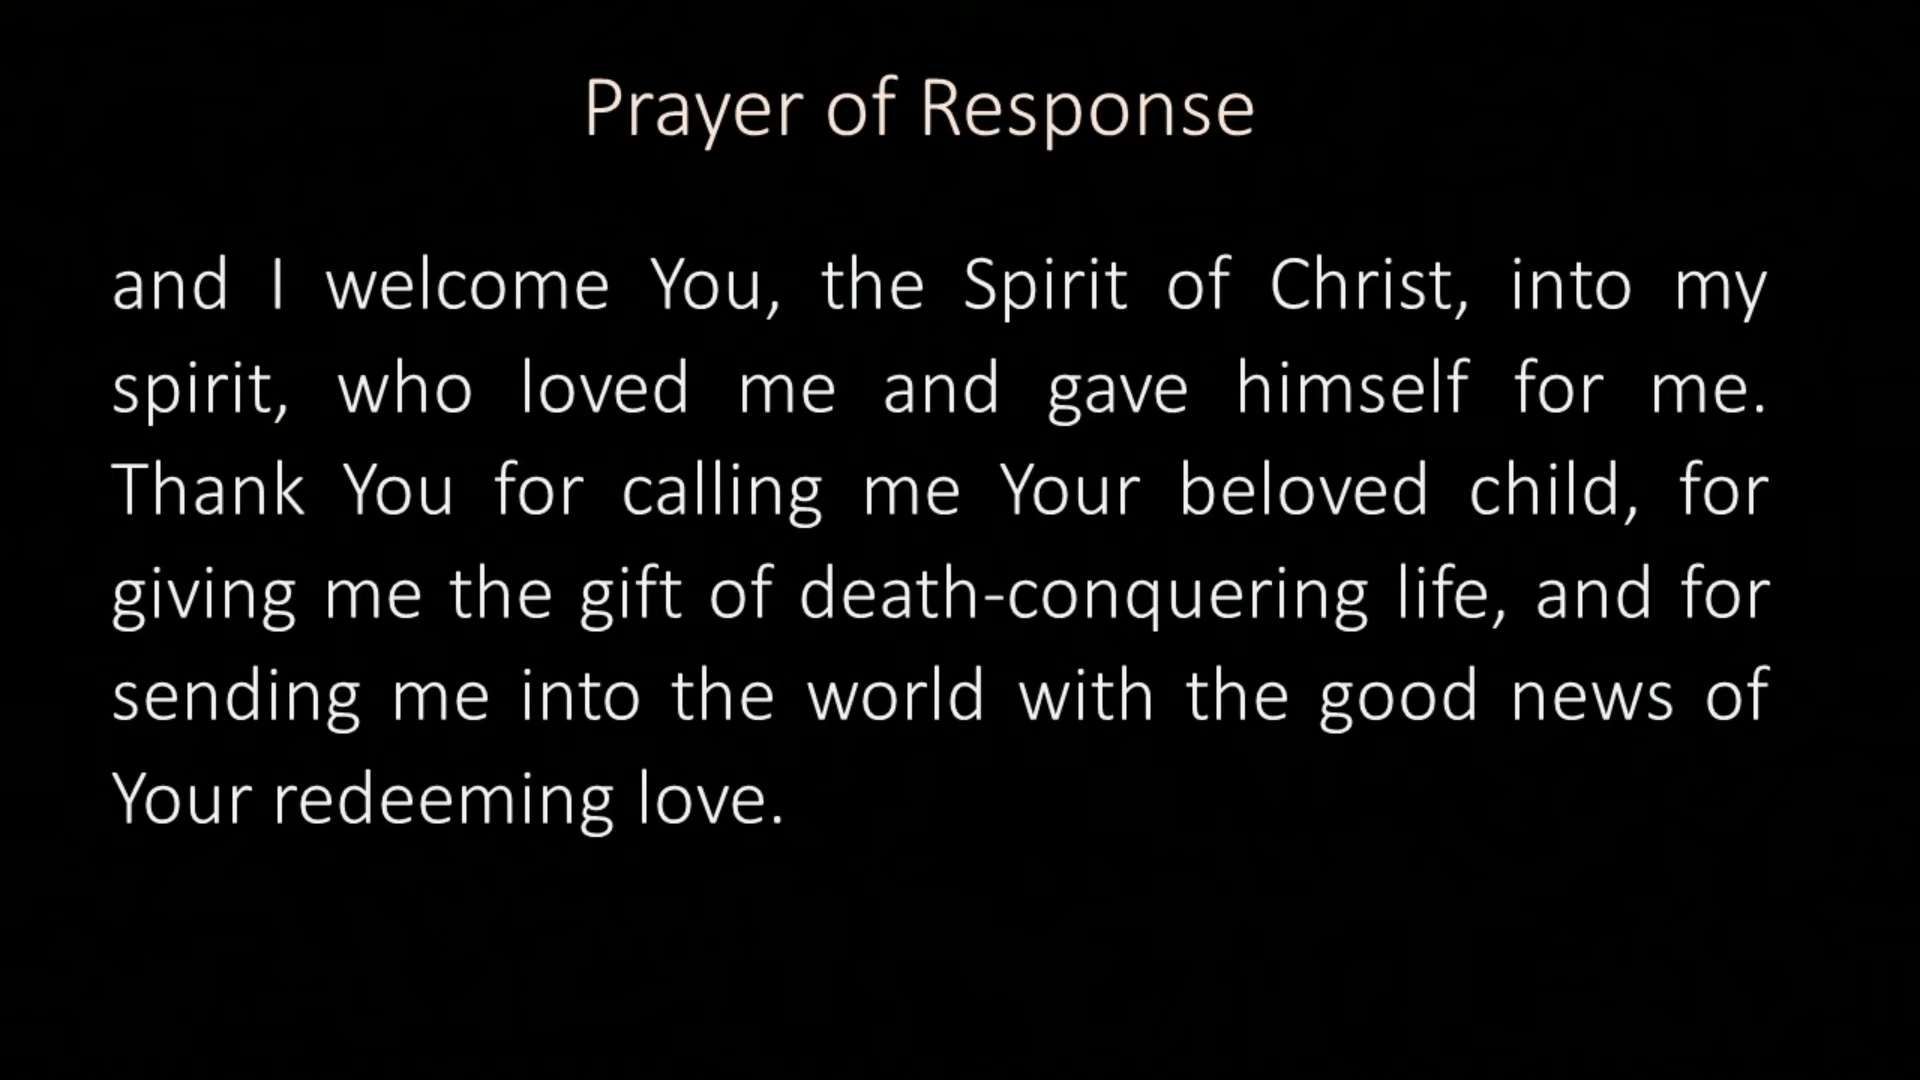 Prayer of Response
and I welcome You, the Spirit of Christ, into my
spirit, who loved me and gave himself for me.
Thank You for calling me Your beloved child, for
giving me the gift of death-conquering life, and for
sending me into the world with the good news of
Your redeeming love.